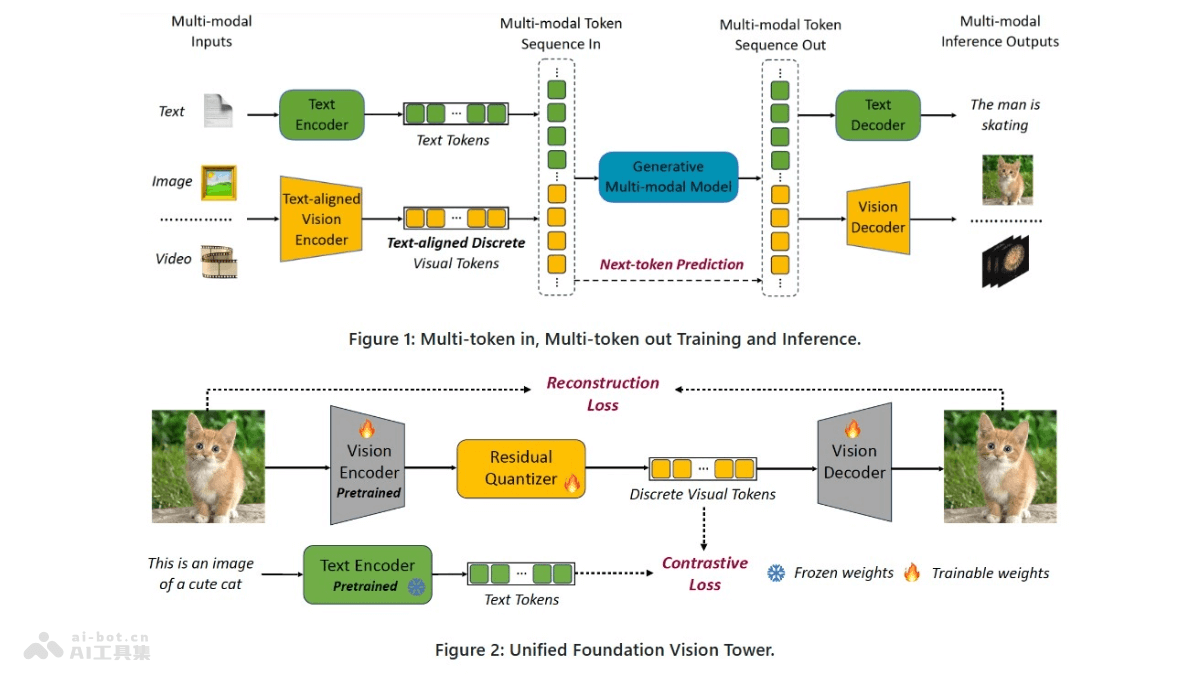 Multi-modal
Inputs
Multi-modal Token
Sequence In
Multi-modal Token
Sequence Out
Multi-modal
Inference Outputs
Text
Text
Encoder
Text Tokens
Image
Text-aligned
Vision
Encoder
Video
Text-aligned Discrete
Visual Tokens
Generative
Multi-modal Model
Next-token Prediction
Text
Decoder
The man is
skating
Vision
Decoder
Figure 1: Multi-token in, Multi-token out Training and Inference.
Reconstruction
Loss
Vision
Encoder
Pretrained
Residual
Quantizer
Discrete Visual Tokens
Vision
Decoder
This is an image
of a cute cat
Text Encoder
Pretrained
Text Tokens
Contrastive
Loss
Frozen weights
Trainable weights
ai-bot.cn
AI工具集
Figure 2: Unified Foundation Vision Tower.